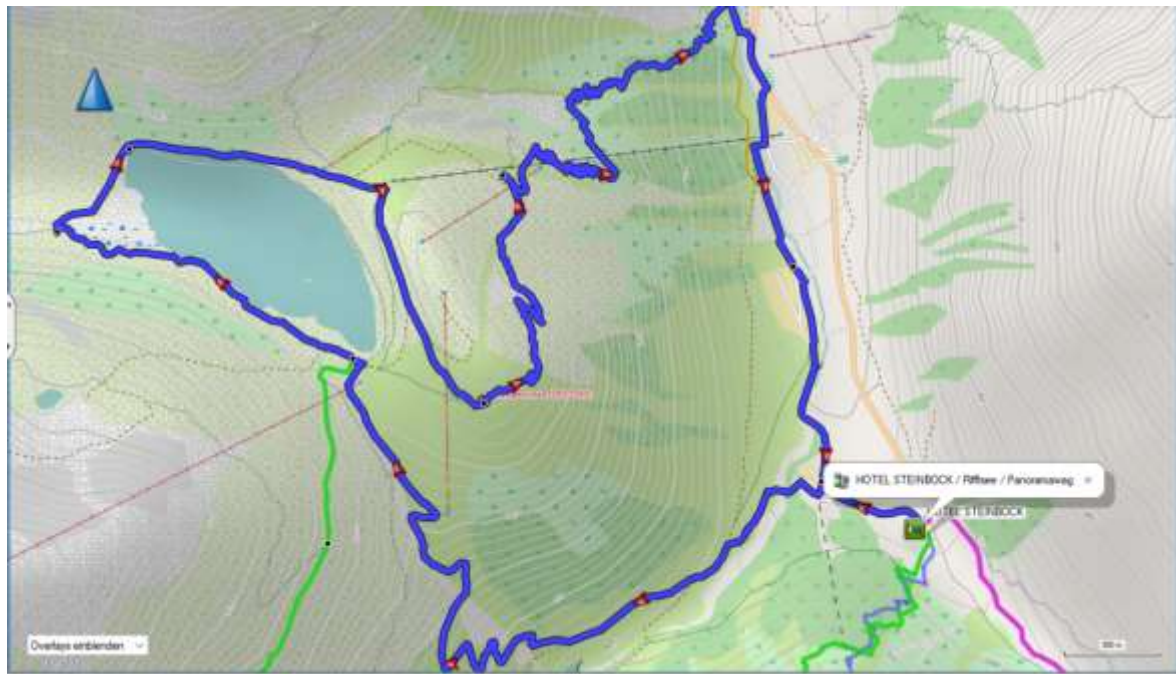 HOTEL STEINBOCK / Riffsee / Panoramaweg
HOTEL STEINBOCK
Overlays einblenden